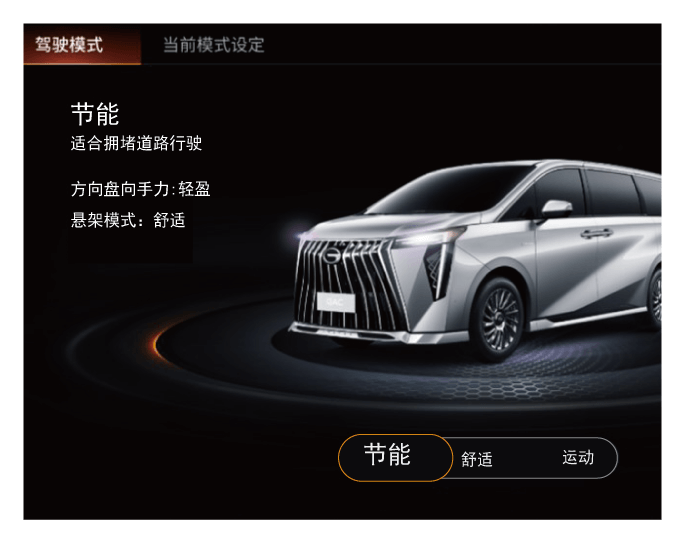 驾驶模式 当前模式设定
节能
适合拥堵道路行驶
方向盘向手力:轻盈
悬架模式：舒适
GAC
节能 舒适 运动